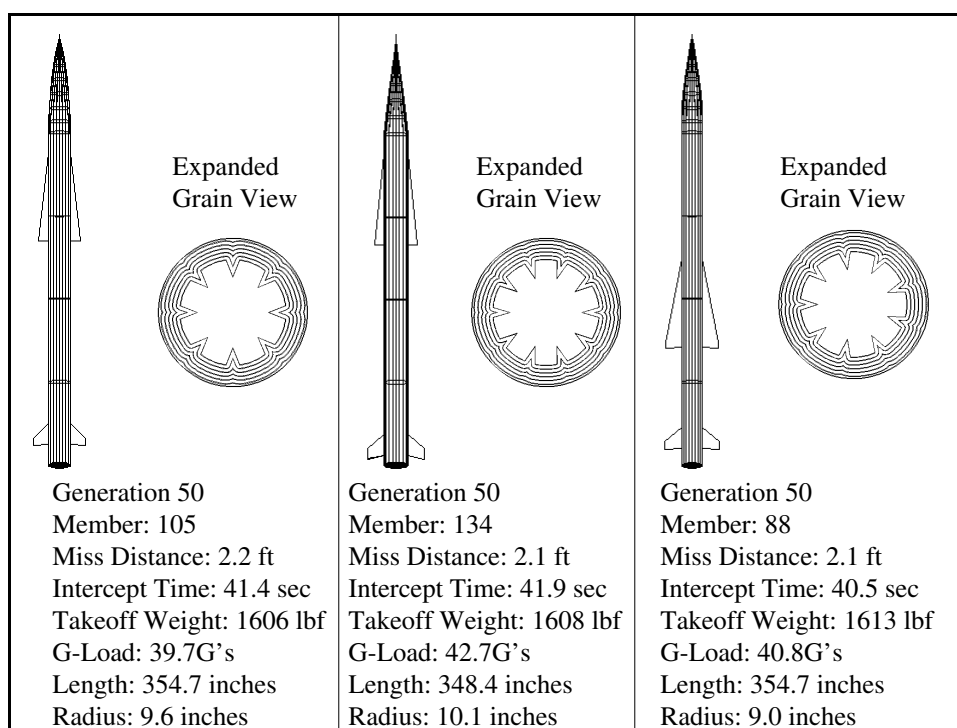 Expanded
Grain View
Generation 50
Member: 105
Miss Distance: 2.2 ft
Intercept Time: 41.4 sec
Takeoff Weight: 1606 lbf
G-Load: 39.7G's
Length: 354.7 inches
Radius: 9.6 inches
Expanded
Grain View
Generation 50
Member: 134
Miss Distance: 2.1 ft
Intercept Time: 41.9 sec
Takeoff Weight: 1608 lbf
G-Load: 42.7G's
Length: 348.4 inches
Radius: 10.1 inches
Expanded
Grain View
Generation 50
Member: 88
Miss Distance: 2.1 ft
Intercept Time: 40.5 sec
Takeoff Weight: 1613 lbf
G-Load: 40.8G's
Length: 354.7 inches
Radius: 9.0 inches